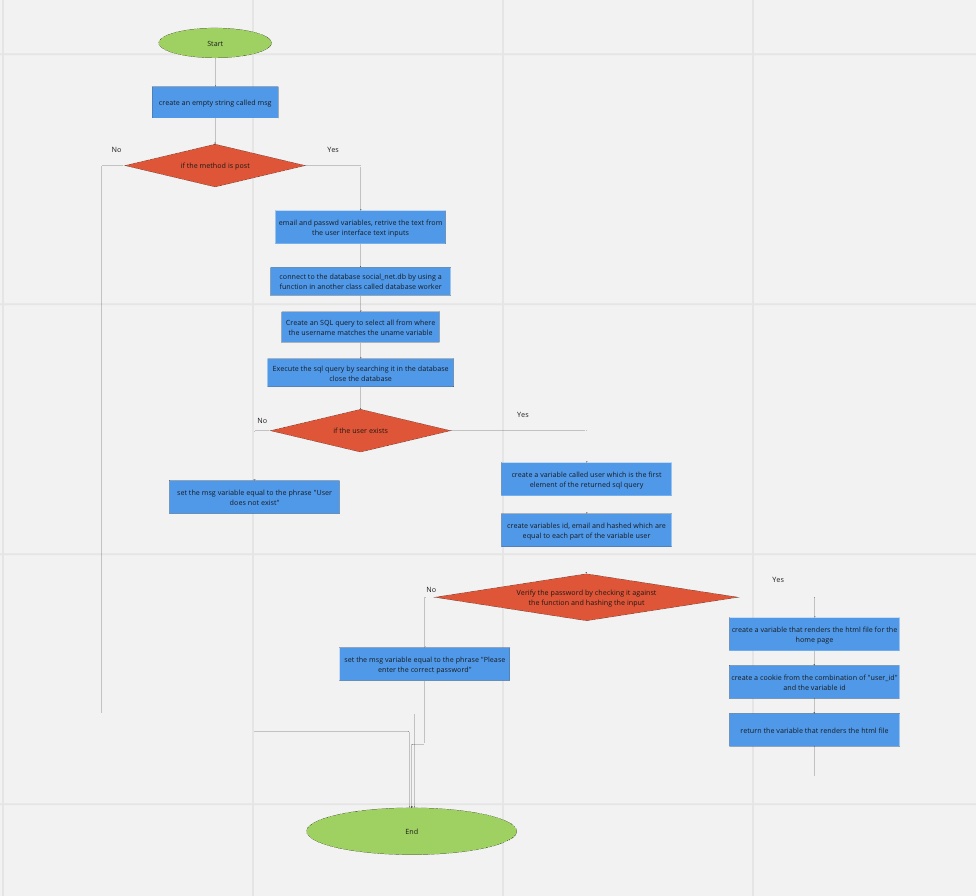 Start
create an empty string called msg
No
Yes
if the method is post
email and passwd variables, retrive the text from
the user interface text inputs
connect to the database social_net.db by using a
function in another class called database worker
Create an SQL query to select all from where
the username matches the uname variable
Execute the sql query by searching it in the database
close the database
No
Yes
if the user exists
create a variable called user which is the first
element of the returned sql query
set the msg variable equal to the phrase "User
does not exist"
create variables id, email and hashed which are
equal to each part of the variable user
No
Yes
Verify the password by checking it against
the function and hashing the input
create a variable that renders the html file for the
home page
set the msg variable equal to the phrase "Please
enter the correct password"
create a cookie from the combination of "user_id"
and the variable id
return the variable that renders the html file
End